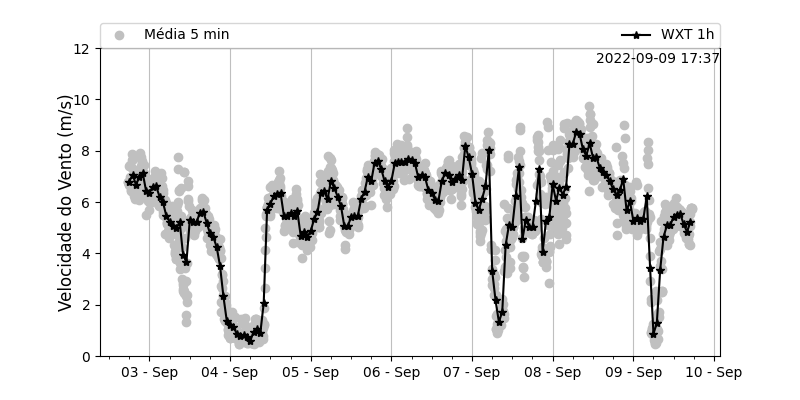 Média 5 min
WXT 1h
2022-09-09 17:37
Velocidade do Vento (m/s)
12
10
8
6
4
2
0
03 - Sep
04 - Sep
05 - Sep
06 - Sep
07 - Sep
08 - Sep
09 - Sep
10 - Sep